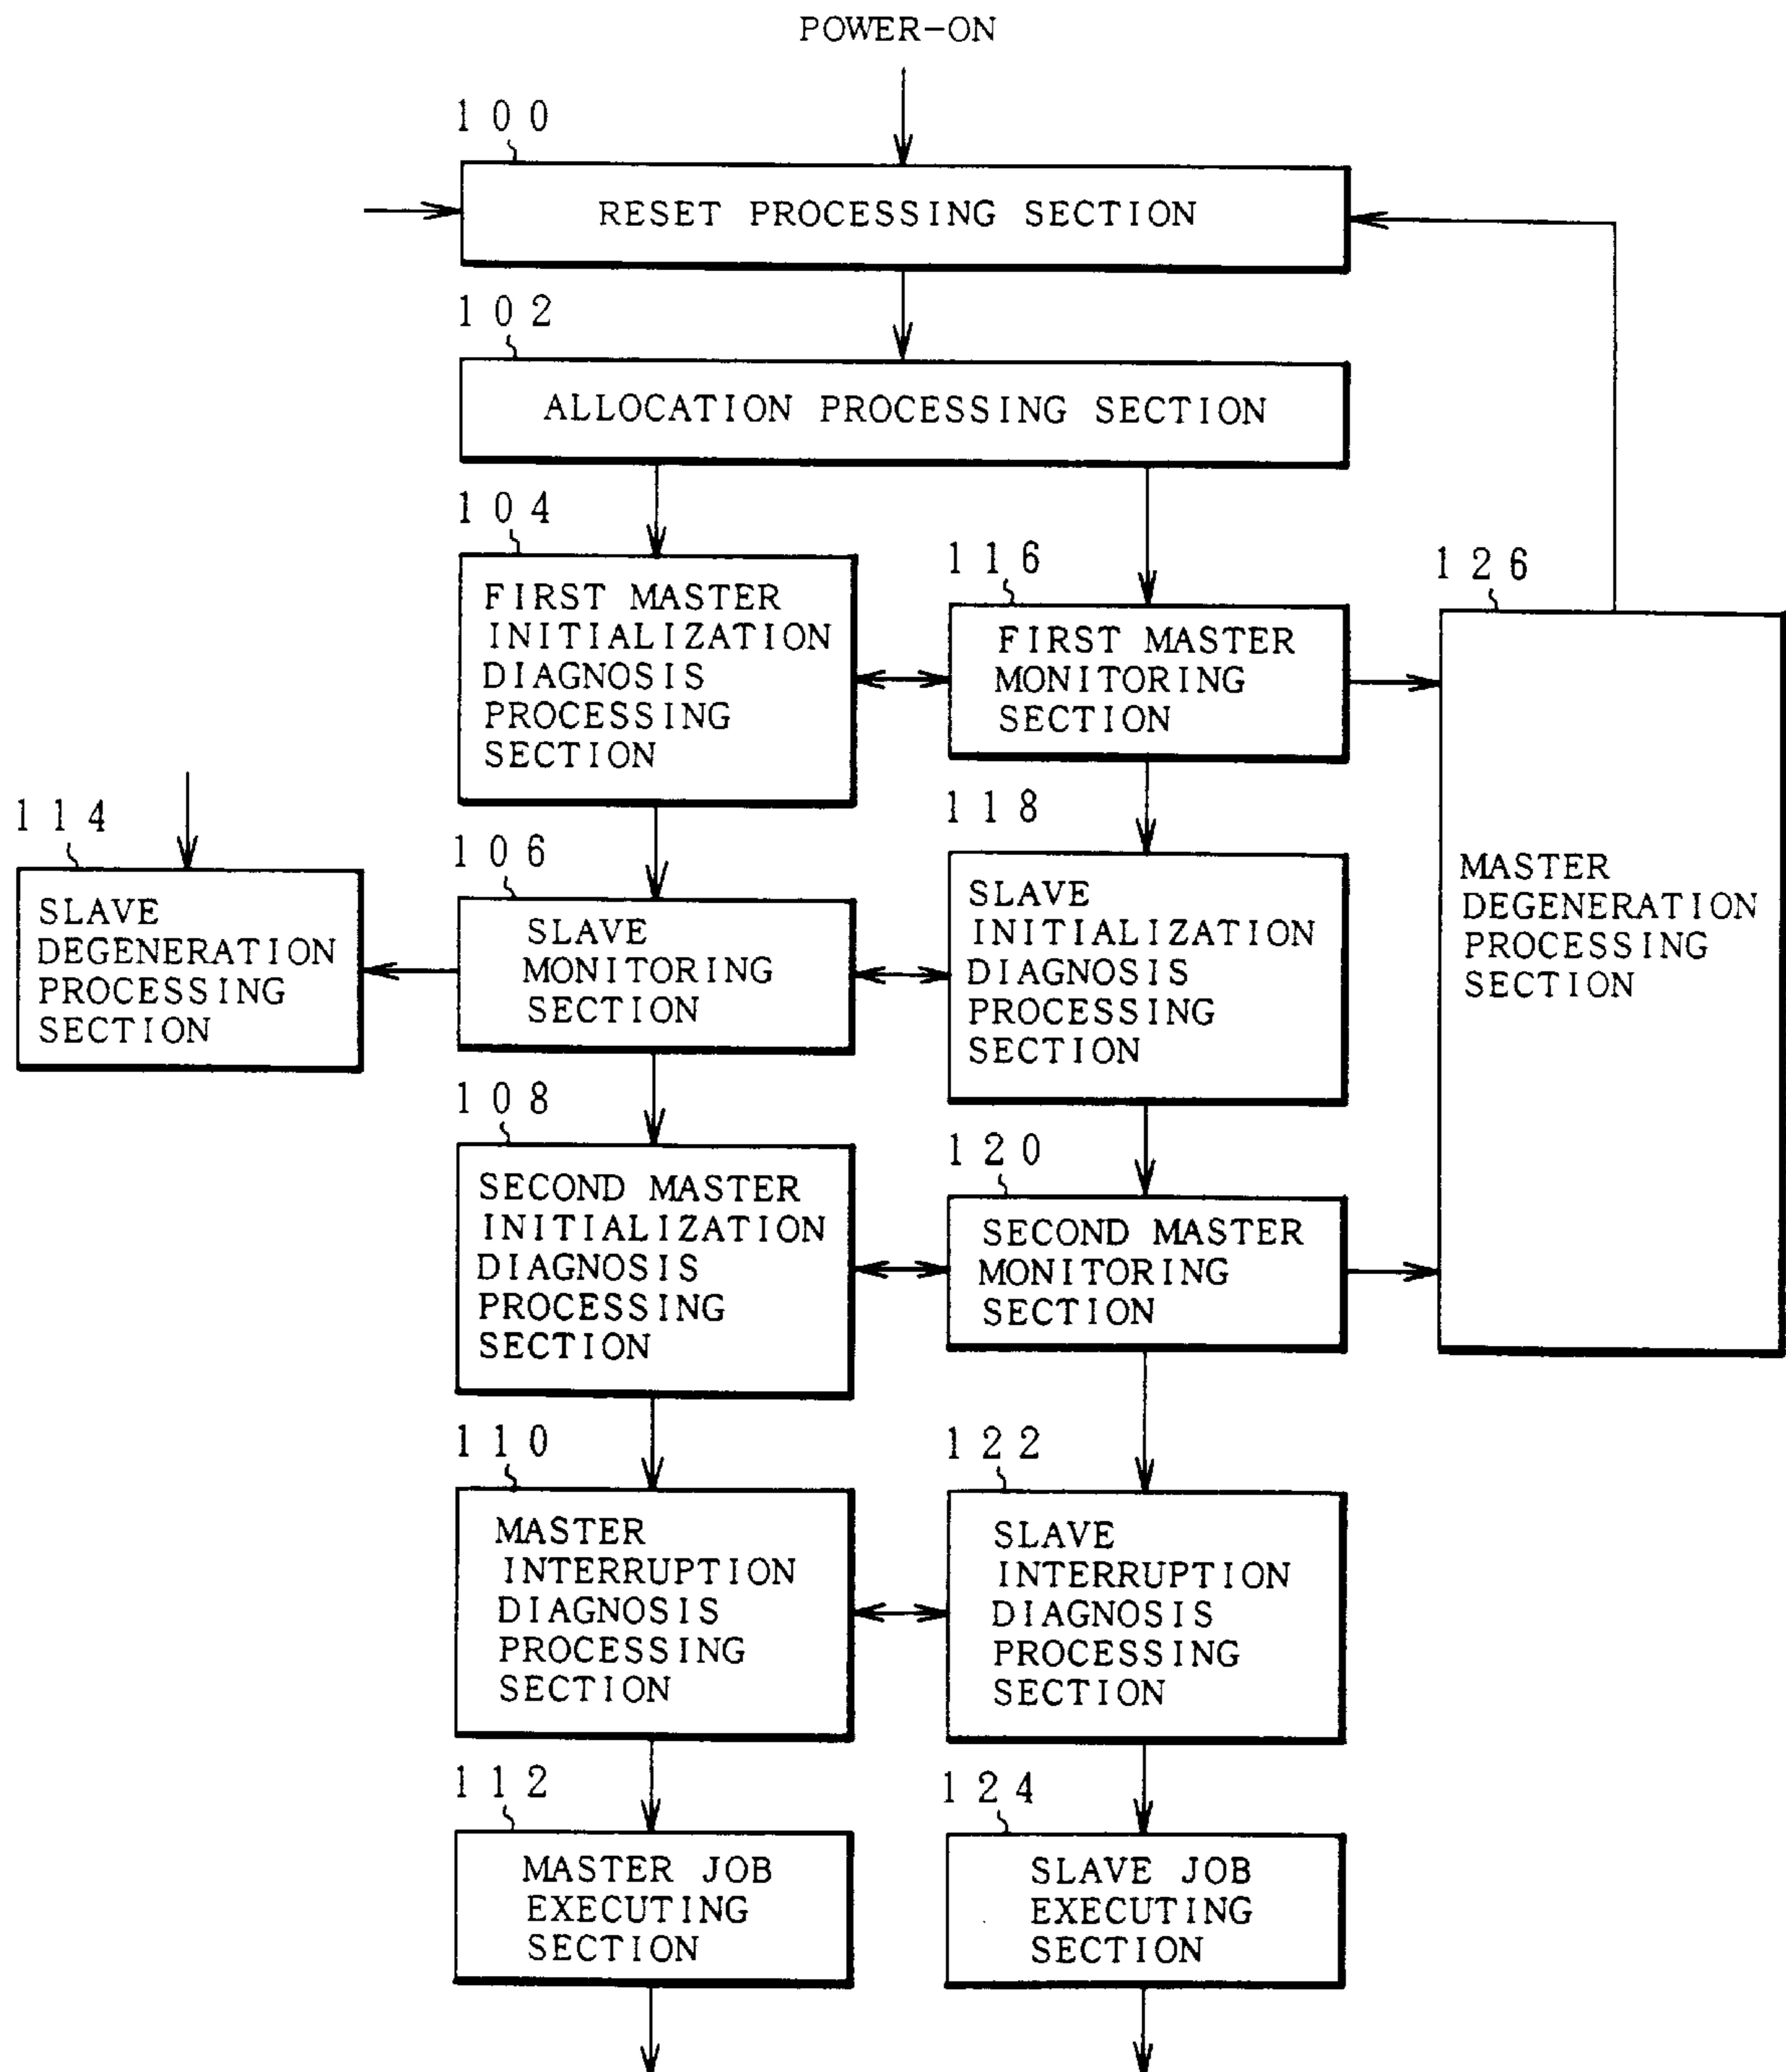 POWER-ON
100
RESET PROCESSING SECTION
102
ALLOCATION PROCESSING SECTION
104
FIRST MASTER
INITIALIZATION
DIAGNOSIS
PROCESSING
SECTION
116
FIRST MASTER
MONITORING
SECTION
126
MASTER
DEGENERATION
PROCESSING
SECTION
114
SLAVE
DEGENERATION
PROCESSING
SECTION
106
SLAVE
MONITORING
SECTION
118
SLAVE
INITIALIZATION
DIAGNOSIS
PROCESSING
SECTION
108
SECOND MASTER
INITIALIZATION
DIAGNOSIS
PROCESSING
SECTION
120
SECOND MASTER
MONITORING
SECTION
110
MASTER
INTERRUPTION
DIAGNOSIS
PROCESSING
SECTION
122
SLAVE
INTERRUPTION
DIAGNOSIS
PROCESSING
SECTION
112
MASTER JOB
EXECUTING
SECTION
124
SLAVE JOB
EXECUTING
SECTION